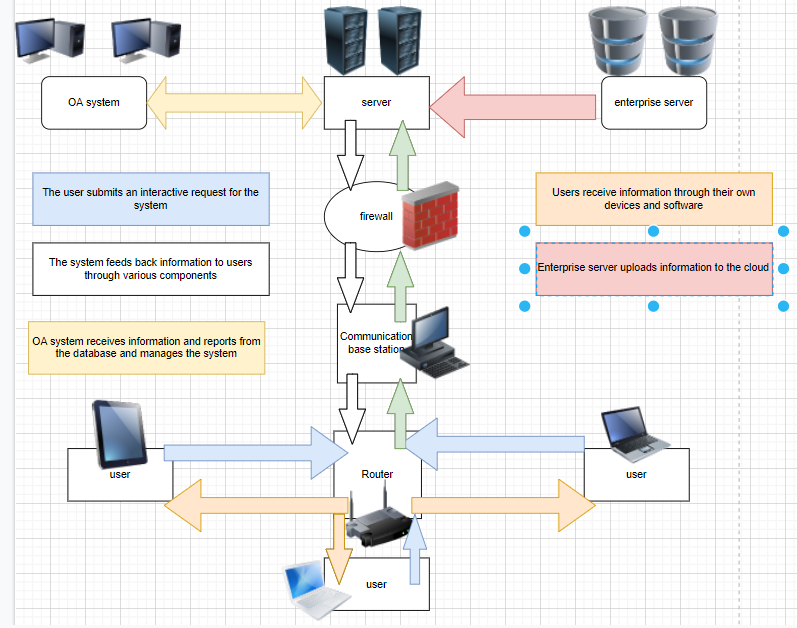 OA system
server
enterprise server
The user submits an interactive request for the
system
firewall
Users receive information through their own
devices and software
The system feeds back information to users
through various components
Enterprise server uploads information to the cloud
OA system receives information and reports from
the database and manages the system
Communication
base station
user
Router
user
user